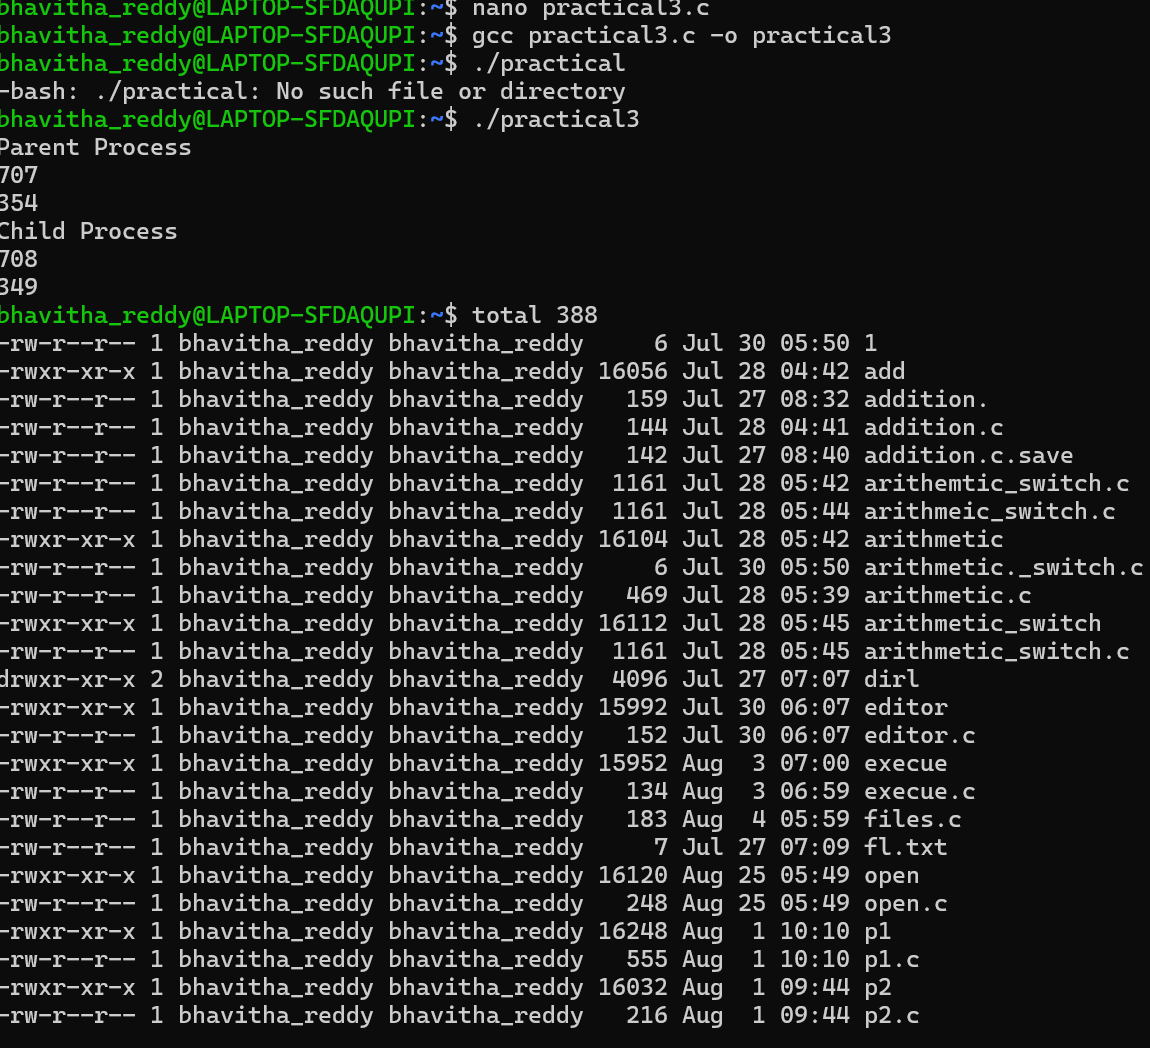 bhavitha_reddy@LAPTOP-SFDAQUPI:~$ nano practical3.c
bhavitha_reddy@LAPTOP-SFDAQUPI:~$ gcc practical3.c -o practical3
bhavitha_reddy@LAPTOP-SFDAQUPI:~$ ./practical
-bash: ./practical: No such file or directory
bhavitha_reddy@LAPTOP-SFDAQUPI:~$ ./practical3
Parent Process
707
354
Child Process
708
349
bhavitha_reddy@LAPTOP-SFDAQUPI:~$ total 388
-rw-r--r-- 1 bhavitha_reddy bhavitha_reddy     6 Jul 30 05:50 1
-rwxr-xr-x 1 bhavitha_reddy bhavitha_reddy 16056 Jul 28 04:42 add
-rw-r--r-- 1 bhavitha_reddy bhavitha_reddy   159 Jul 27 08:32 addition.
-rw-r--r-- 1 bhavitha_reddy bhavitha_reddy   144 Jul 28 04:41 addition.c
-rw-r--r-- 1 bhavitha_reddy bhavitha_reddy   142 Jul 27 08:40 addition.c.save
-rw-r--r-- 1 bhavitha_reddy bhavitha_reddy  1161 Jul 28 05:42 arithemtic_switch.c
-rw-r--r-- 1 bhavitha_reddy bhavitha_reddy  1161 Jul 28 05:44 arithmeic_switch.c
-rwxr-xr-x 1 bhavitha_reddy bhavitha_reddy 16104 Jul 28 05:42 arithmetic
-rw-r--r-- 1 bhavitha_reddy bhavitha_reddy     6 Jul 30 05:50 arithmetic._switch.c
-rw-r--r-- 1 bhavitha_reddy bhavitha_reddy   469 Jul 28 05:39 arithmetic.c
-rwxr-xr-x 1 bhavitha_reddy bhavitha_reddy 16112 Jul 28 05:45 arithmetic_switch
-rw-r--r-- 1 bhavitha_reddy bhavitha_reddy  1161 Jul 28 05:45 arithmetic_switch.c
drwxr-xr-x 2 bhavitha_reddy bhavitha_reddy  4096 Jul 27 07:07 dirl
-rwxr-xr-x 1 bhavitha_reddy bhavitha_reddy 15992 Jul 30 06:07 editor
-rw-r--r-- 1 bhavitha_reddy bhavitha_reddy   152 Jul 30 06:07 editor.c
-rwxr-xr-x 1 bhavitha_reddy bhavitha_reddy 15952 Aug  3 07:00 execue
-rw-r--r-- 1 bhavitha_reddy bhavitha_reddy   134 Aug  3 06:59 execue.c
-rw-r--r-- 1 bhavitha_reddy bhavitha_reddy   183 Aug  4 05:59 files.c
-rw-r--r-- 1 bhavitha_reddy bhavitha_reddy     7 Jul 27 07:09 fl.txt
-rwxr-xr-x 1 bhavitha_reddy bhavitha_reddy 16120 Aug 25 05:49 open
-rw-r--r-- 1 bhavitha_reddy bhavitha_reddy   248 Aug 25 05:49 open.c
-rwxr-xr-x 1 bhavitha_reddy bhavitha_reddy 16248 Aug  1 10:10 p1
-rw-r--r-- 1 bhavitha_reddy bhavitha_reddy   555 Aug  1 10:10 p1.c
-rwxr-xr-x 1 bhavitha_reddy bhavitha_reddy 16032 Aug  1 09:44 p2
-rw-r--r-- 1 bhavitha_reddy bhavitha_reddy   216 Aug  1 09:44 p2.c